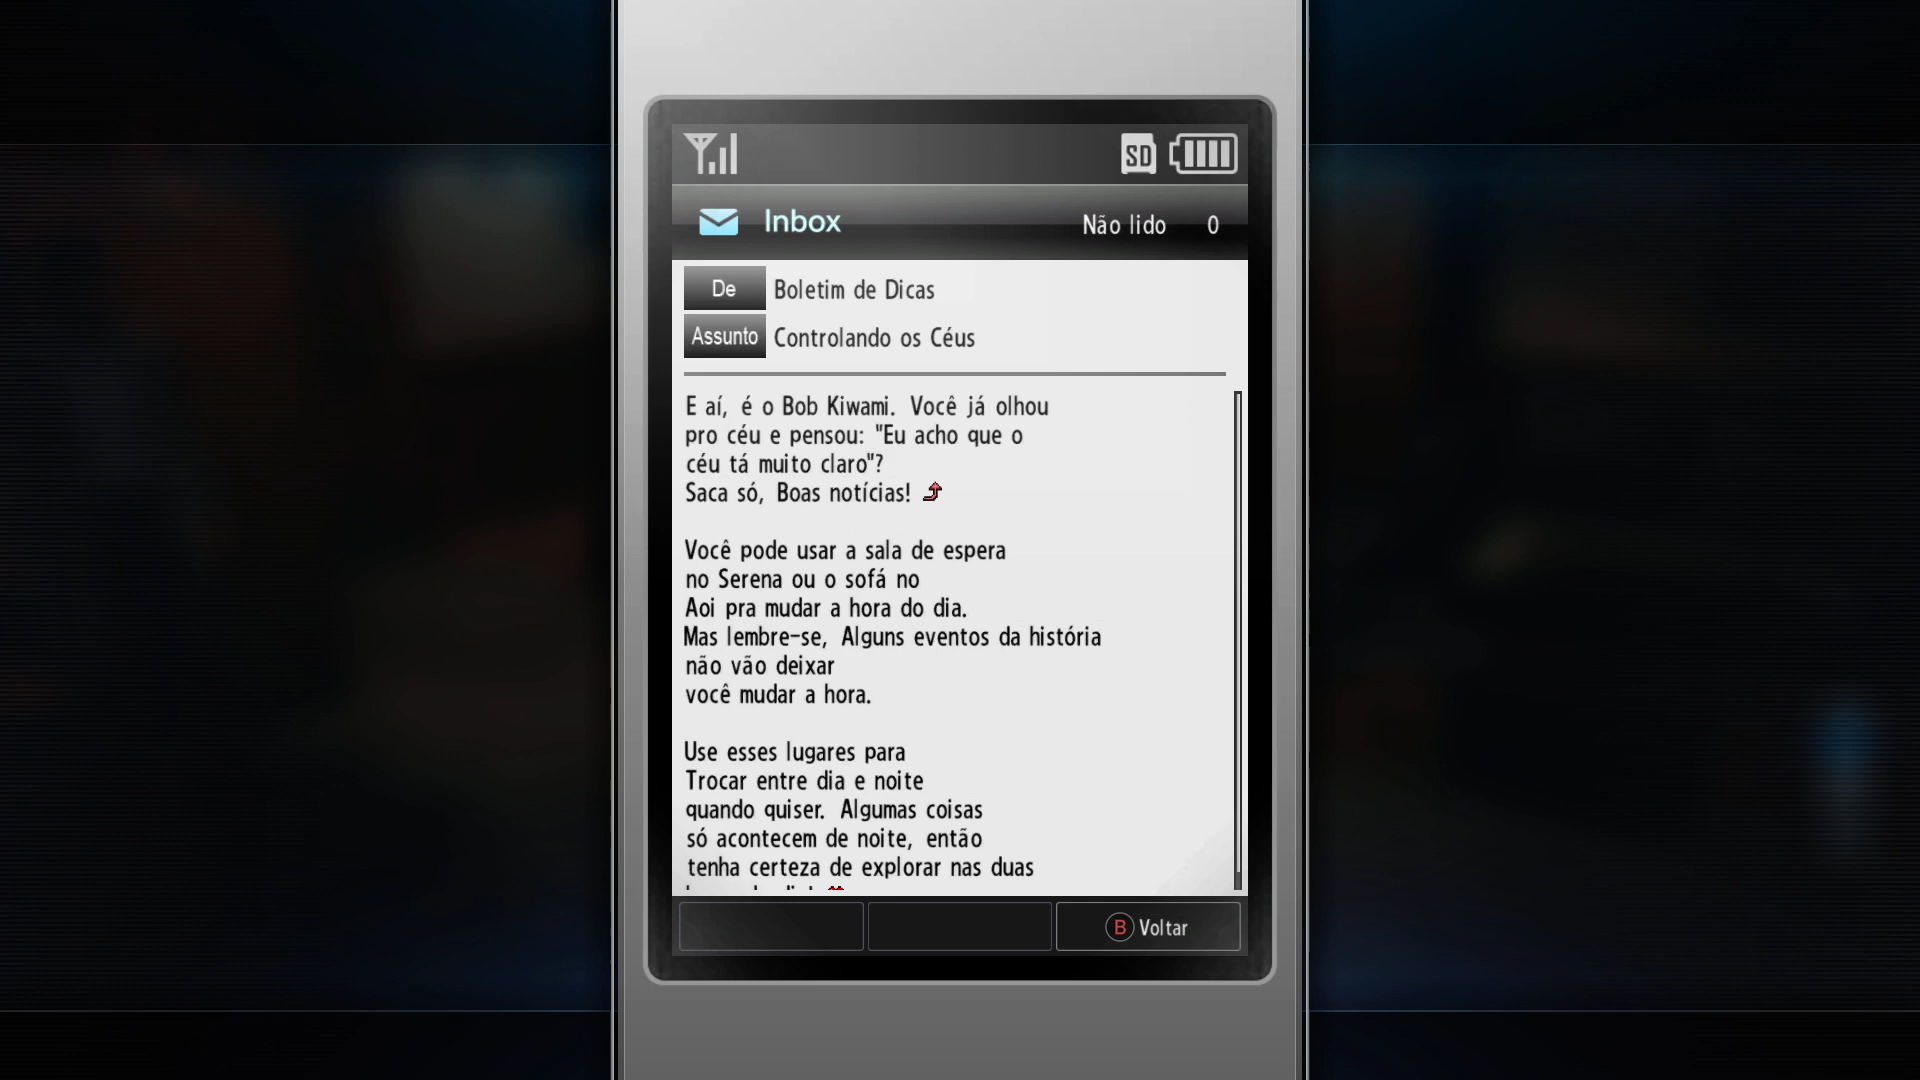 SD
Inbox
Não lido 0
De Boletim de Dicas
Assunto Controlando os Céus
E aí, é o Bob Kiwami. Você já olhou
pro céu e pensou: "Eu acho que o
céu tá muito claro"?
Saca só, Boas notícias!
Você pode usar a sala de espera
no Serena ou o sofá no
Aoi pra mudar a hora do dia.
Mas lembre-se, Alguns eventos da história
não vão deixar
você mudar a hora.
Use esses lugares para
Trocar entre dia e noite
quando quiser. Algumas coisas
só acontecem de noite, então
tenha certeza de explorar nas duas
B Voltar